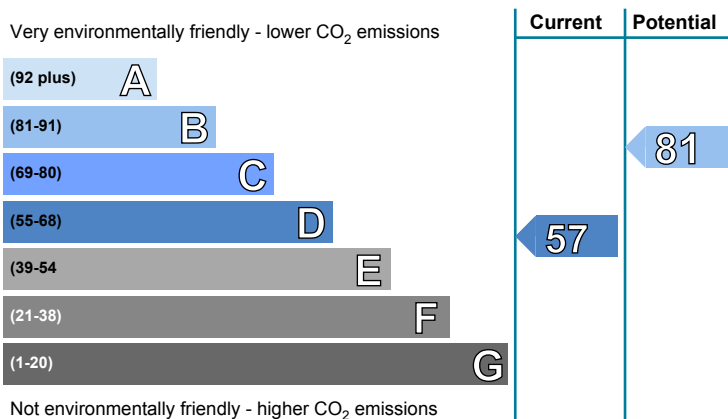 Current Potential
Very environmentally friendly - lower CO2 emissions
(92 plus) A
(81-91) B
81
(69-80) C
(55-68) D
57
(39-54 E
(21-38) F
(1-20) G
Not environmentally friendly - higher CO2 emissions